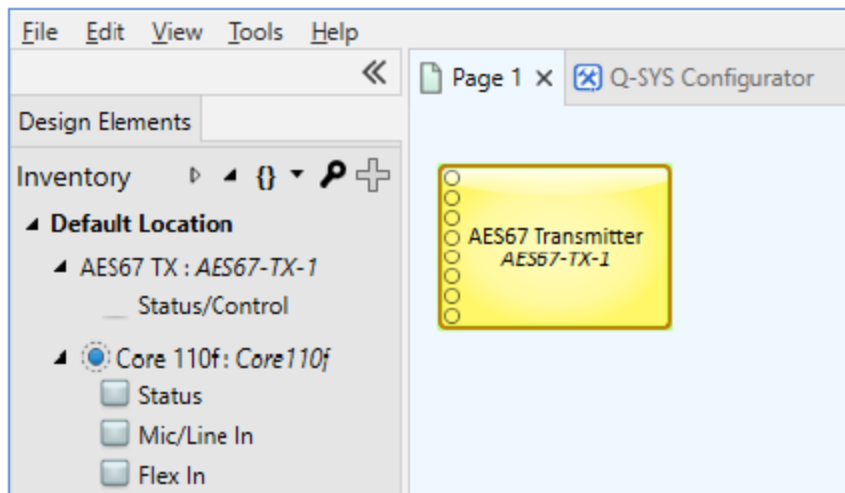 File Edit View Tools Help
Page 1 Q-SYS Configurator
Design Elements
Inventory {}
Default Location
AES67 TX : AES67-TX-1
Status/Control
Core 110f : Core110f
Status
Mic/Line In
Flex In
AES67 Transmitter
AES67-TX-1